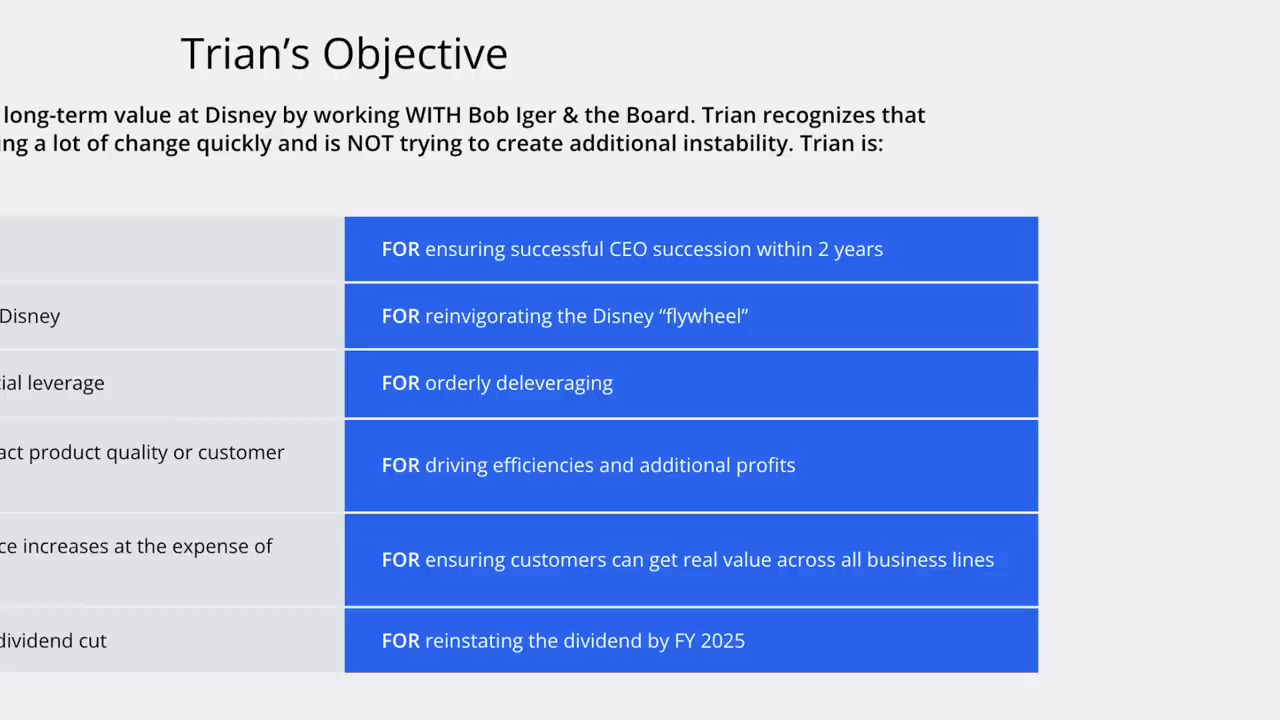 Trian’s Objective
long-term value at Disney by working WITH Bob Iger & the Board. Trian recognizes that
ing a lot of change quickly and is NOT trying to create additional instability. Trian is:
FOR ensuring successful CEO succession within 2 years
Disney
FOR reinvigorating the Disney “flywheel”
ial leverage
FOR orderly deleveraging
act product quality or customer
FOR driving efficiencies and additional profits
ce increases at the expense of
FOR ensuring customers can get real value across all business lines
dividend cut
FOR reinstating the dividend by FY 2025